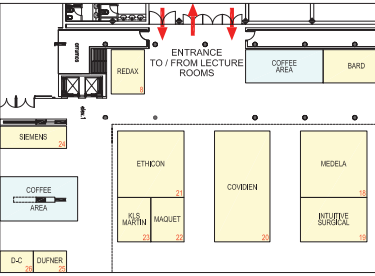 ENTRANCE
TO / FROM LECTURE
ROOMS
REDAX
8
COFFEE
AREA
BARD
SIEMENS
24
ETHICON
21
COVIDIEN
20
MEDELA
18
COFFEE
AREA
KLS
MARTIN
23
MAQUET
22
INTUITIVE
SURGICAL
19
D-C
26
DUFNER
25